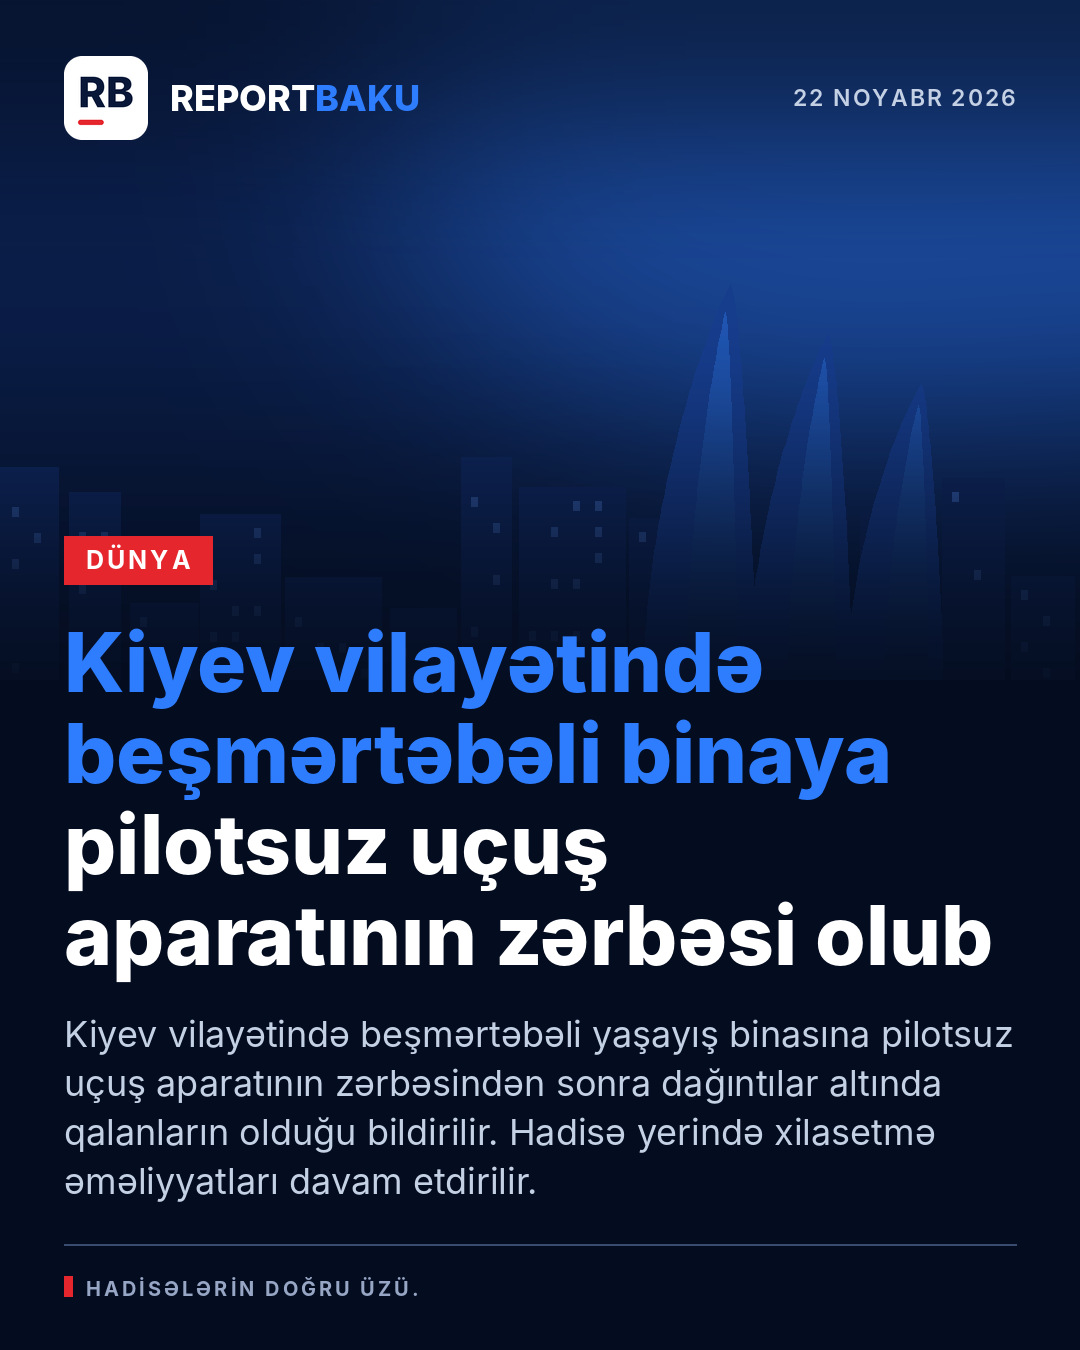 RB
REPORTBAKU
22 NOYABR 2026
DÜNYA
Kiyev vilayətində
beşmərtəbəli binaya
pilotsuz uçuş
aparatının zərbəsi olub
Kiyev vilayətində beşmərtəbəli yaşayış binasına pilotsuz
uçuş aparatının zərbəsindən sonra dağıntılar altında
qalanların olduğu bildirilir. Hadisə yerində xilasetmə
əməliyyatları davam etdirilir.
HADİSƏLƏRİN DOĞRU ÜZÜ.